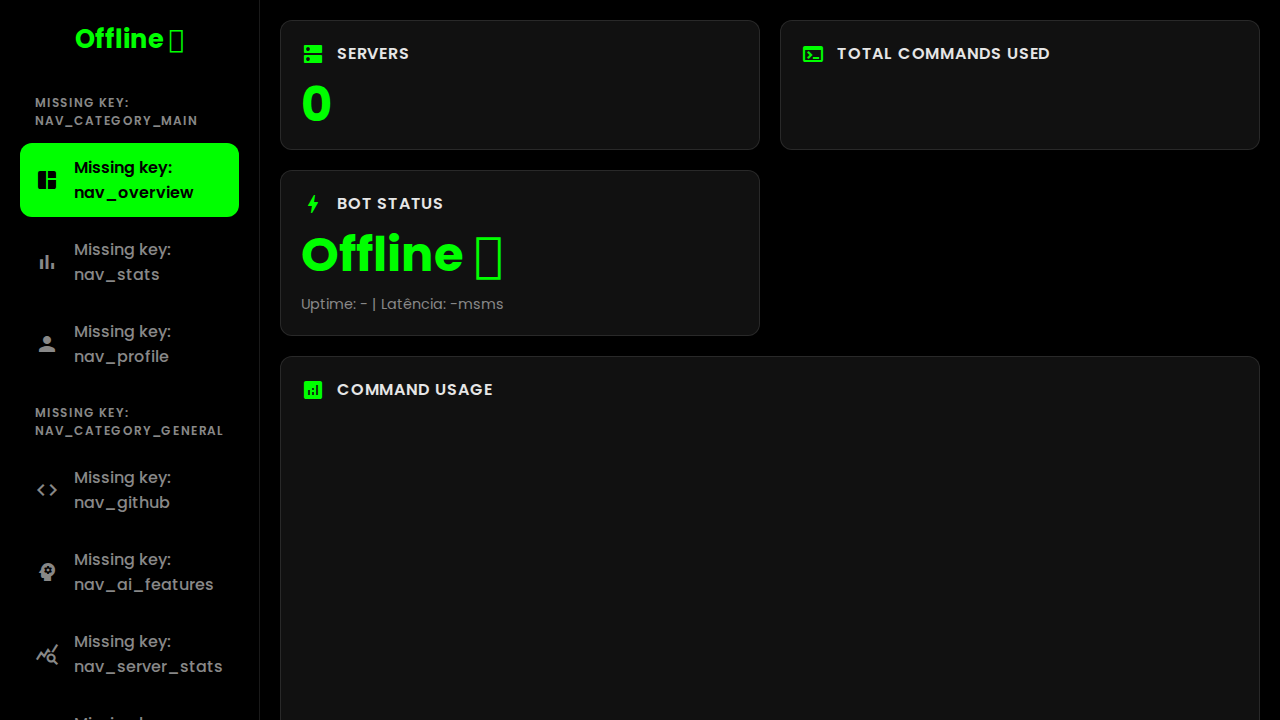 Offline
MISSING KEY:
NAV_CATEGORY_MAIN
Missing key:
nav_overview
Missing key:
nav_stats
Missing key:
nav_profile
MISSING KEY:
NAV_CATEGORY_GENERAL
Missing key:
nav_github
Missing key:
nav_ai_features
Missing key:
nav_server_stats
SERVERS
0
TOTAL COMMANDS USED
BOT STATUS
Offline
Uptime: - | Latência: -msms
COMMAND USAGE